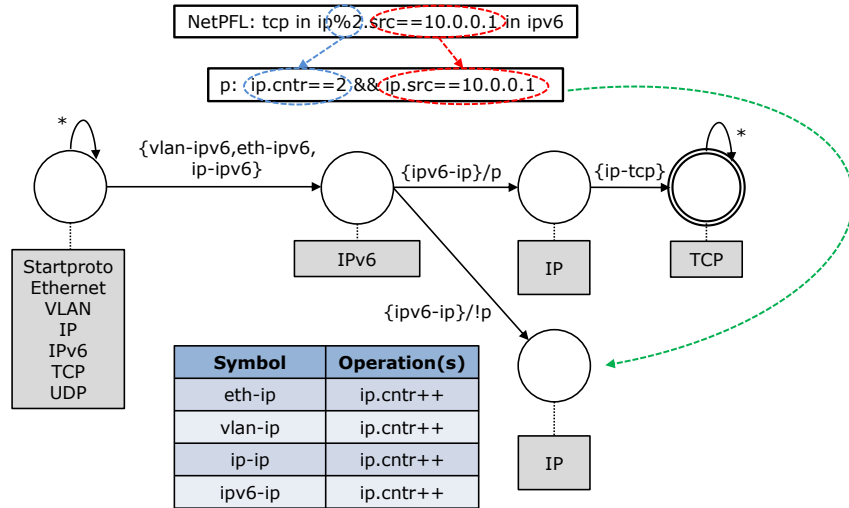 NetPFL: tcp in ip%2.src==10.0.0.1 in ipv6
p: ip.cntr==2 && ip.src==10.0.0.1
*
{vlan-ipv6,eth-ipv6,
ip-ipv6}
{ipv6-ip}/p
{ip-tcp}
*
Startproto
Ethernet
VLAN
IP
IPv6
TCP
UDP
IPv6
IP
TCP
{ipv6-ip}/!p
Symbol Operation(s)
eth-ip ip.cntr++
vlan-ip ip.cntr++
ip-ip ip.cntr++
ipv6-ip ip.cntr++
IP